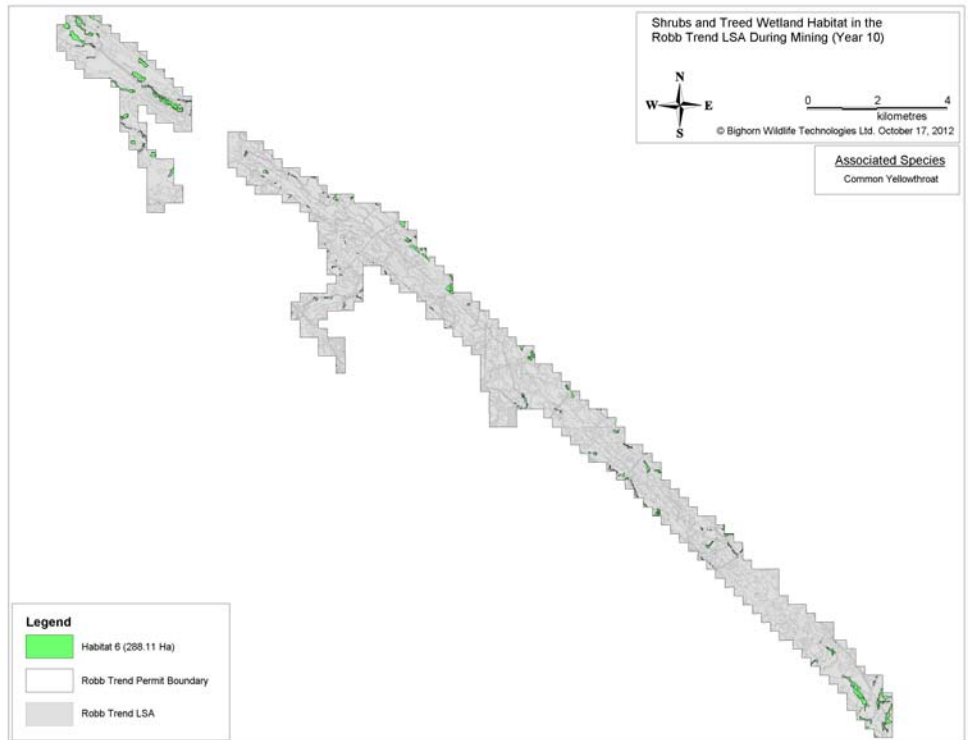 Shrubs and Treed Wetland Habitat in the
Robb Trend LSA During Mining (Year 10)
N
W E
S
0 2 4
kilometres
© Bighorn Wildlife Technologies Ltd. October 17, 2012
Associated Species
Common Yellowthroat
Legend
Habitat 6 (288.11 Ha)
Robb Trend Permit Boundary
Robb Trend LSA